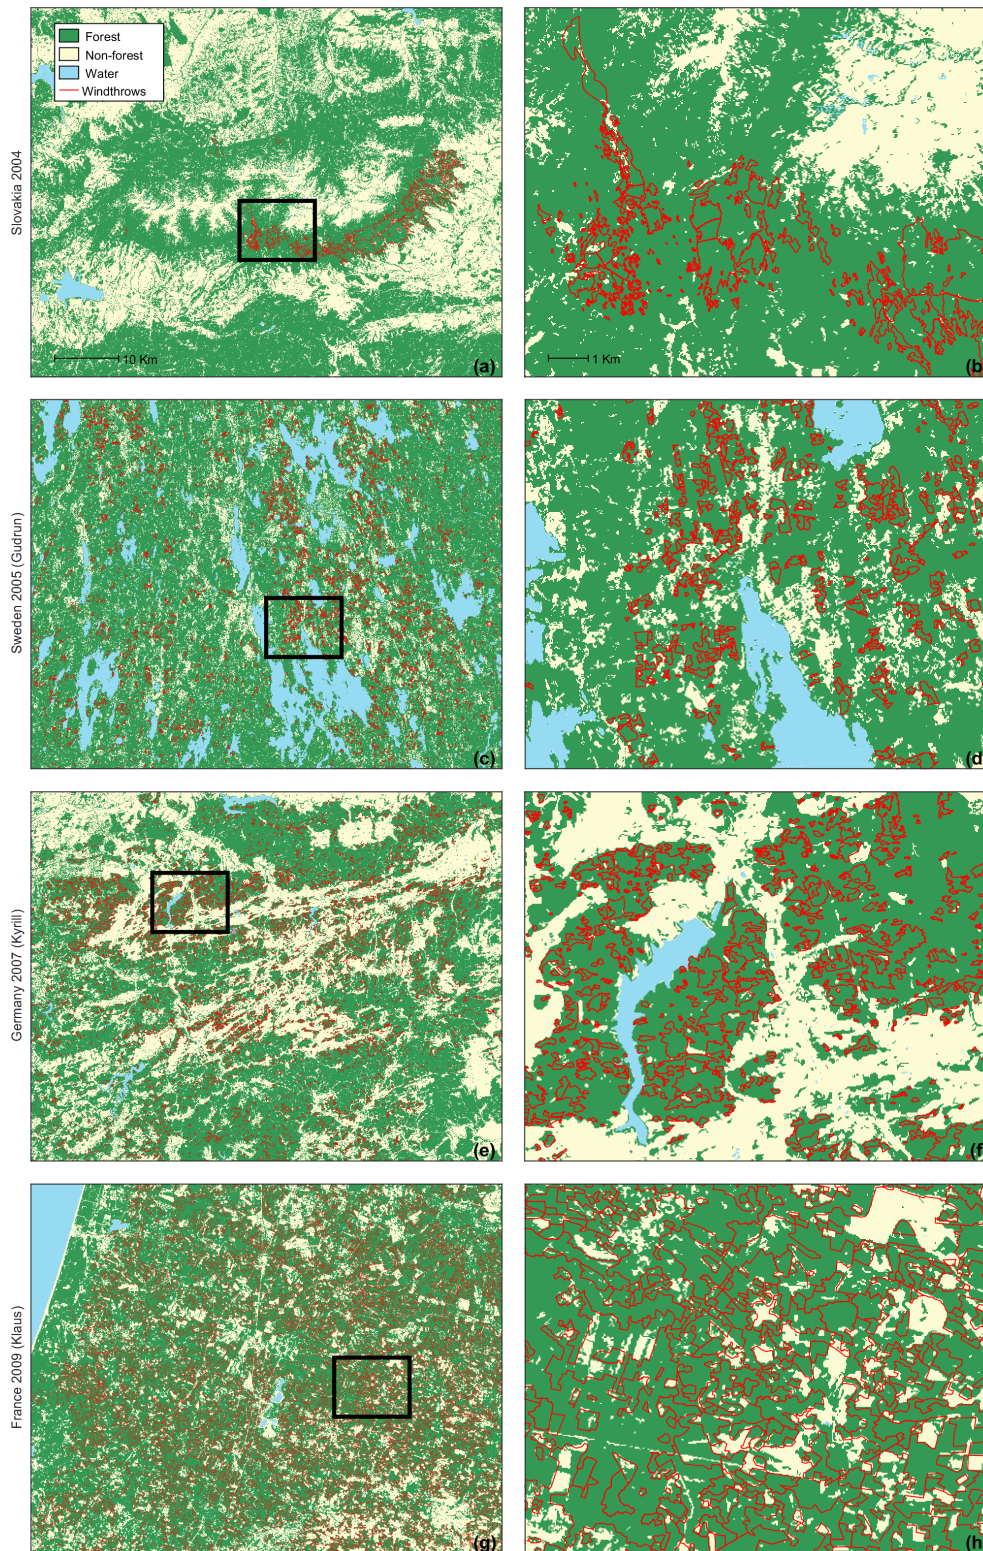 Forest
Non-forest
Water
Windthrows
Slovakia 2004
10 Km
(a)
1 Km
(b
Sweden 2005 (Gudrun)
(c)
(d
Germany 2007 (Kyrill)
(e)
(f
France 2009 (Klaus)
(g)
(h